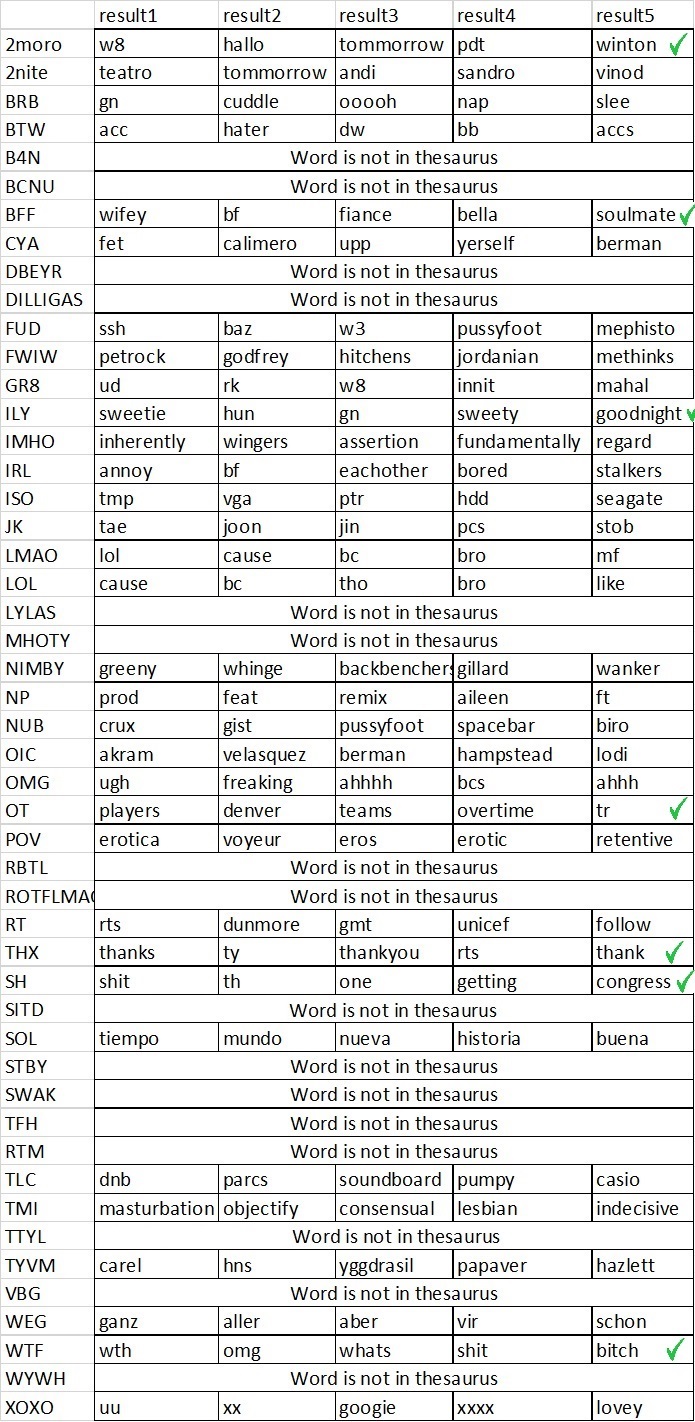 result1 result2 result3 result4 result5
2moro w8 hallo tommorrow pdt winton
2nite teatro tommorrow andi sandro vinod
BRB gn cuddle ooooh nap slee
BTW acc hater dw bb accs
B4N Word is not in thesaurus
BCNU Word is not in thesaurus
BFF wifey bf fiance bella soulmate
CYA fet calimero upp yerself berman
DBEYR Word is not in thesaurus
DILLIGAS Word is not in thesaurus
FUD ssh baz w3 pussyfoot mephisto
FWIW petrock godfrey hitchens jordanian methinks
GR8 ud rk w8 innit mahal
ILY sweetie hun gn sweety goodnight
IMHO inherently wingers assertion fundamentally regard
IRL annoy bf eachother bored stalkers
ISO tmp vga ptr hdd seagate
JK tae joon jin pcs stob
LMAO lol cause bc bro mf
LOL cause bc tho bro like
LYLAS Word is not in thesaurus
MHOTY Word is not in thesaurus
NIMBY greeny whinge backbenchers gillard wanker
NP prod feat remix aileen ft
NUB crux gist pussyfoot spacebar biro
OIC akram velasquez berman hampstead lodi
OMG ugh freaking ahhhh bcs ahhh
OT players denver teams overtime tr
POV erotica voyeur eros erotic retentive
RBTL Word is not in thesaurus
ROTFLMAO Word is not in thesaurus
RT rts dunmore gmt unicef follow
THX thanks ty thankyou rts thank
SH shit th one getting congress
SITD Word is not in thesaurus
SOL tiempo mundo nueva historia buena
STBY Word is not in thesaurus
SWAK Word is not in thesaurus
TFH Word is not in thesaurus
RTM Word is not in thesaurus
TLC dnb parcs soundboard pumpy casio
TMI masturbation objectify consensual lesbian indecisive
TTYL Word is not in thesaurus
TYVM carel hns yggdrasil papaver hazlett
VBG Word is not in thesaurus
WEG ganz aller aber vir schon
WTF wth omg whats shit bitch
WYWH Word is not in thesaurus
XOXO uu xx googie xxxx lovey